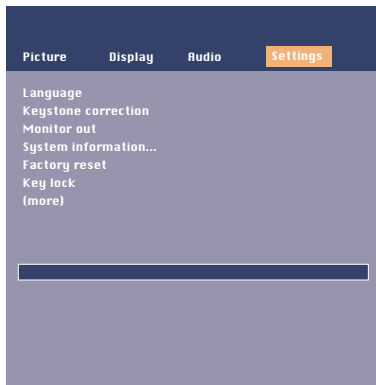 Picture Display Audio Settings
Language
Keystone correction
Monitor out
System information...
Factory reset
Key lock
(more)